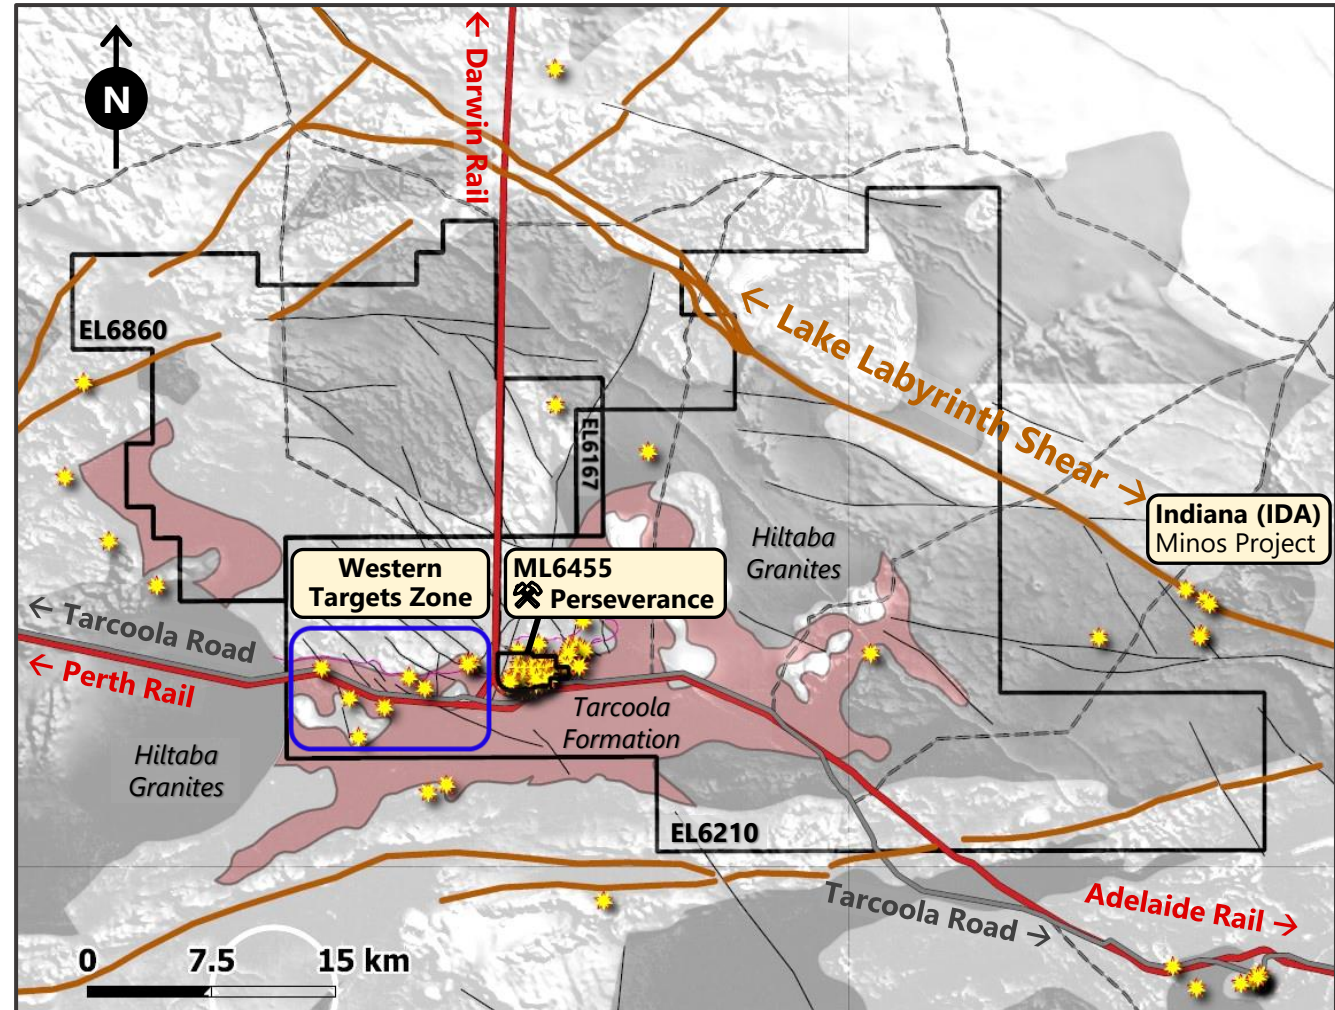 N
← Darwin Rail
EL6860
← Lake Labyrinth Shear →
EL6167
Indiana (IDA)
Minos Project
Hiltaba
Granites
Western
Targets Zone
ML6455
Perseverance
← Tarcoola Road
← Perth Rail
Tarcoola
Formation
Hiltaba
Granites
EL6210
Tarcoola Road →
Adelaide Rail →
0 7.5 15 km